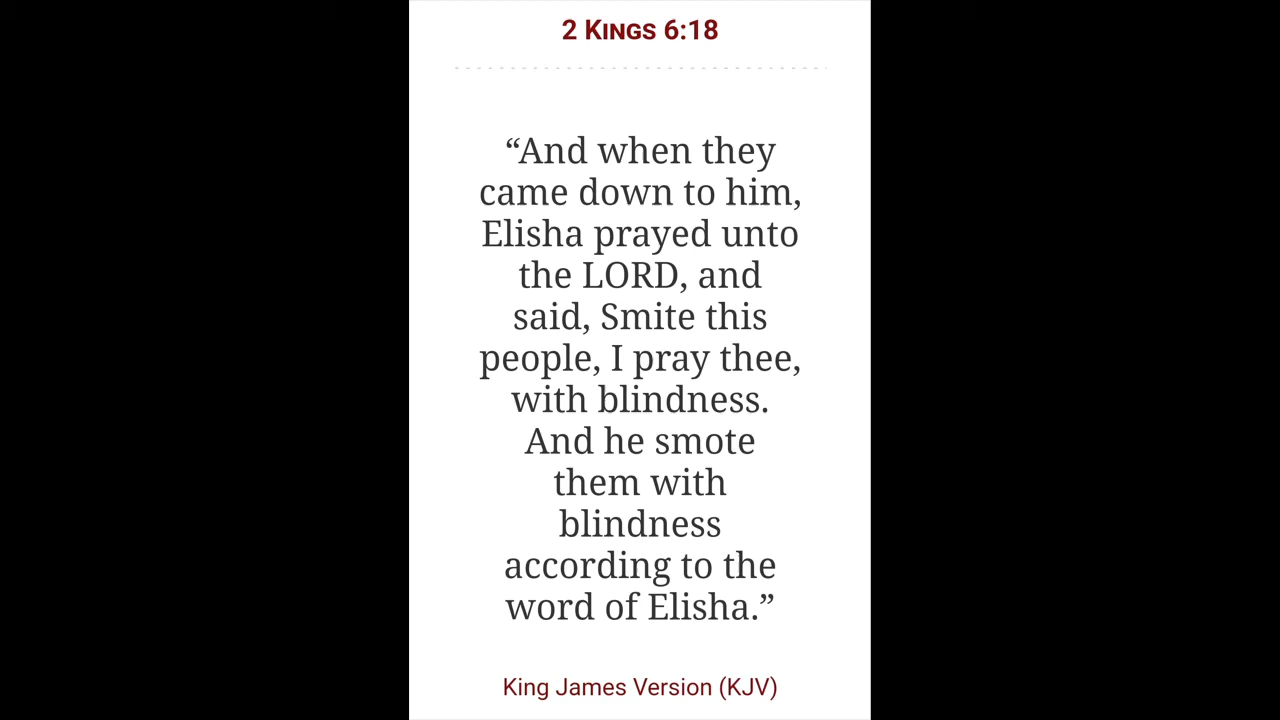 2 Kings 6:18
“And when they
came down to him,
Elisha prayed unto
the LORD, and
said, Smite this
people, I pray thee,
with blindness.
And he smote
them with
blindness
according to the
word of Elisha.”
King James Version (KJV)